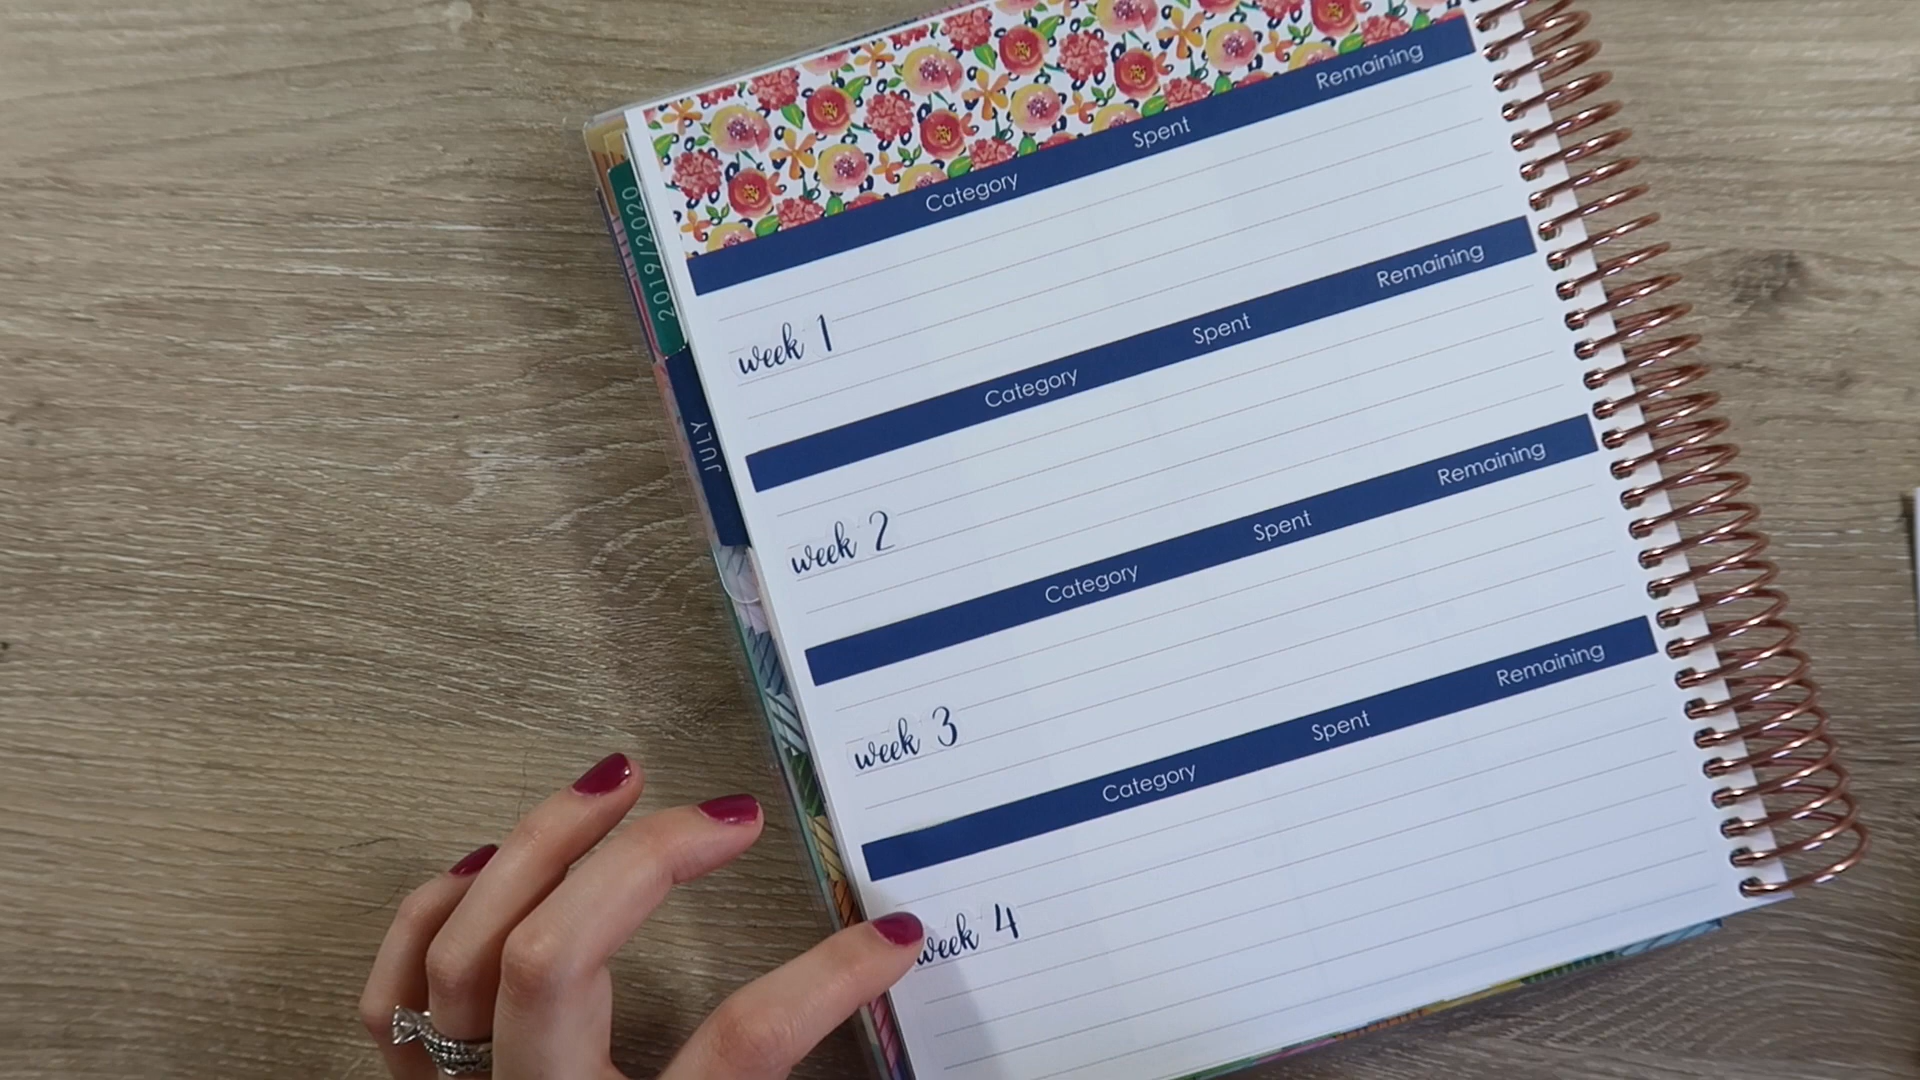 2019/2020
JULY
Category Spent Remaining
week 1
Category Spent Remaining
week 2
Category Spent Remaining
week 3
Category Spent Remaining
week 4